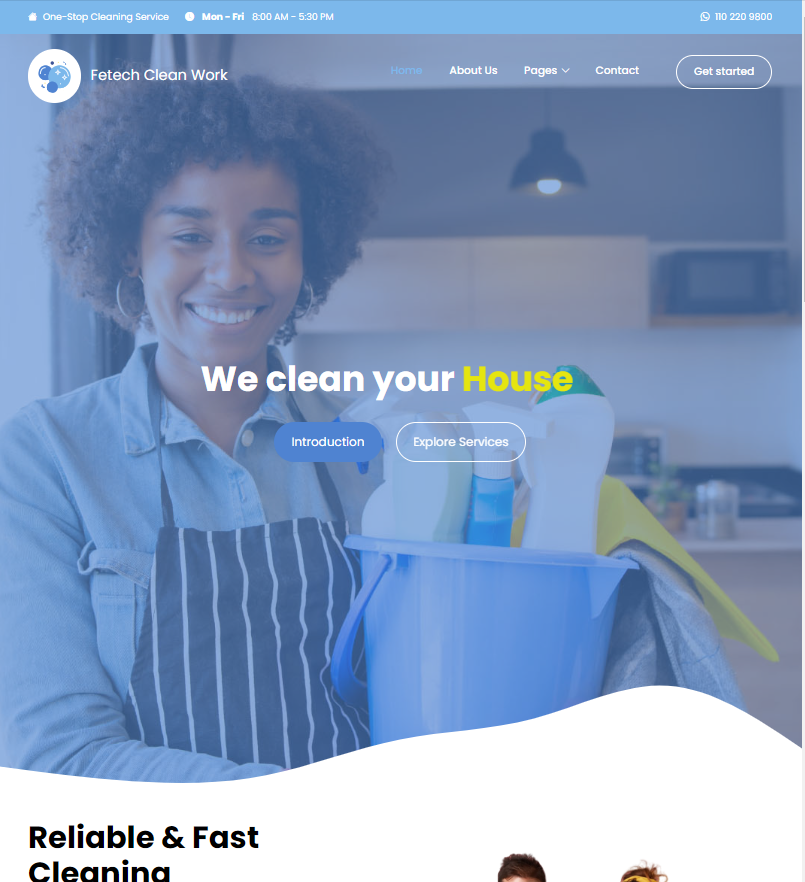 One-Stop Cleaning Service
Mon - Fri 8:00 AM - 5:30 PM
110 220 9800
Fetech Clean Work
Home
About Us
Pages
Contact
Get started
We clean your House
Introduction
Explore Services
Reliable & Fast
Cleaning